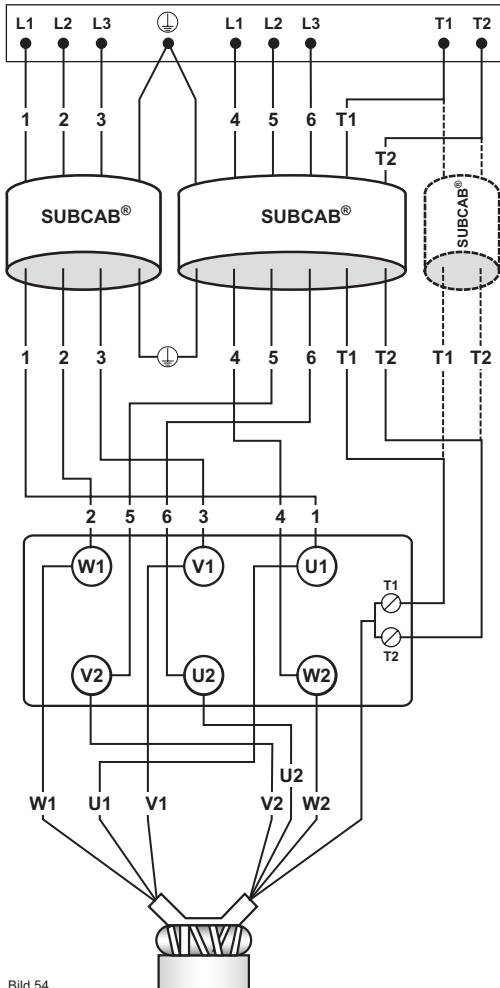 L1 L2 L3 L1 L2 L3 T1 T2
1 2 3 4 5 6 T1
T2
SUBCAB® SUBCAB® SUBCAB®
1 2 3 4 5 6 T1 T2 T1 T2
2 5 6 3 4 1
W1 V1 U1
T1
V2 U2 W2
T2
U2
W1 U1 V1 V2 W2
Bild 54